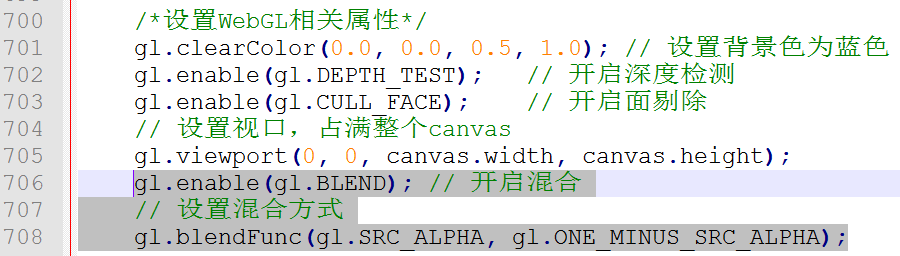 700 /*设置WebGL相关属性*/
701 gl.clearColor(0.0, 0.0, 0.5, 1.0); // 设置背景色为蓝色
702 gl.enable(gl.DEPTH_TEST); // 开启深度检测
703 gl.enable(gl.CULL_FACE); // 开启面剔除
704 // 设置视口，占满整个canvas
705 gl.viewport(0, 0, canvas.width, canvas.height);
706 gl.enable(gl.BLEND); // 开启混合
707 // 设置混合方式
708 gl.blendFunc(gl.SRC_ALPHA, gl.ONE_MINUS_SRC_ALPHA);